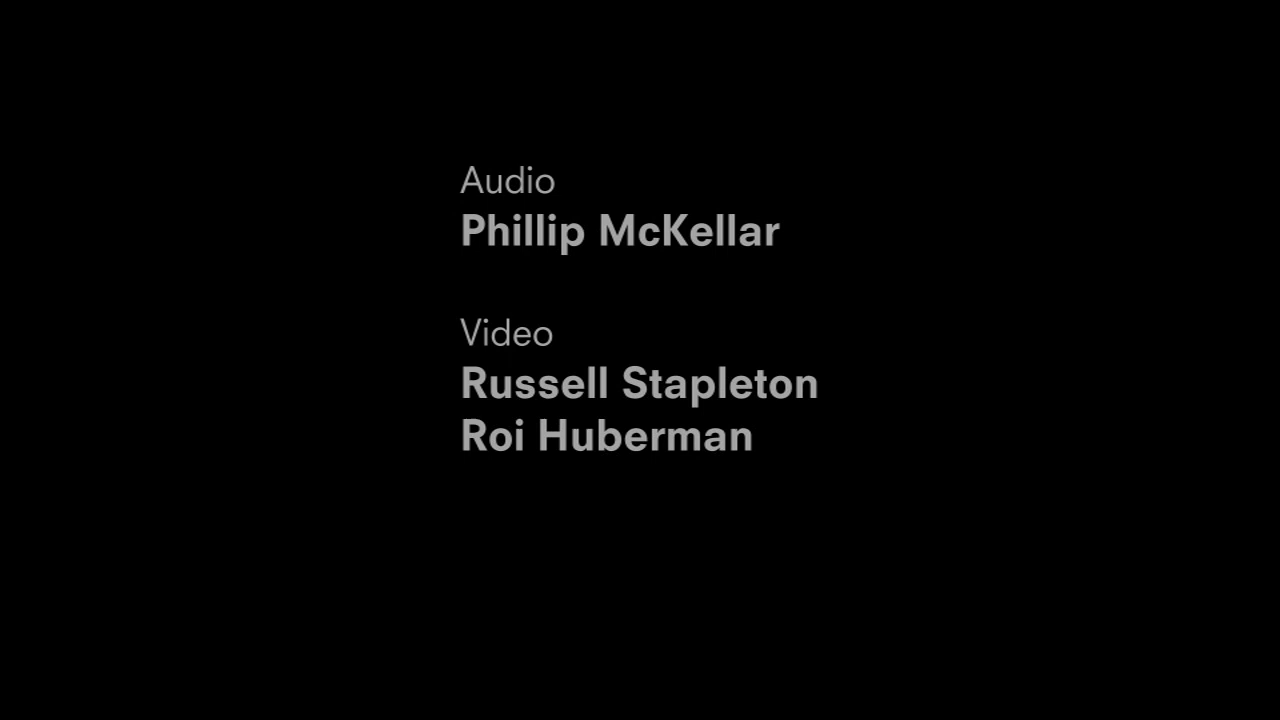 Audio
Phillip McKellar
Video
Russell Stapleton
Roi Huberman